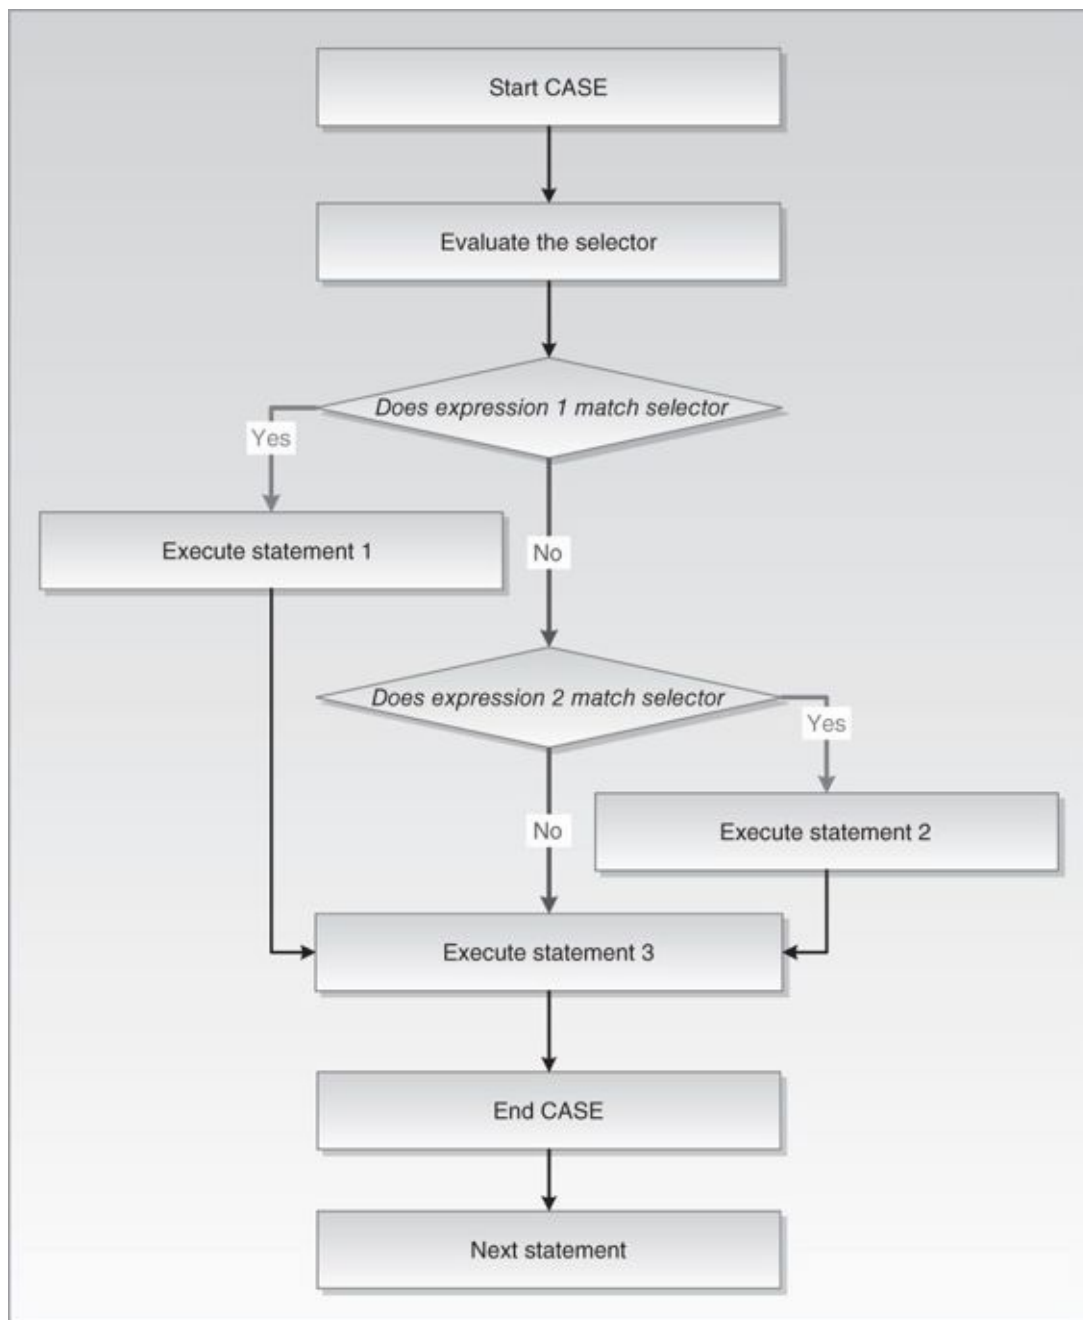 Start CASE
Evaluate the selector
Does expression 1 match selector
Yes
Execute statement 1
No
Does expression 2 match selector
Yes
No
Execute statement 2
Execute statement 3
End CASE
Next statement